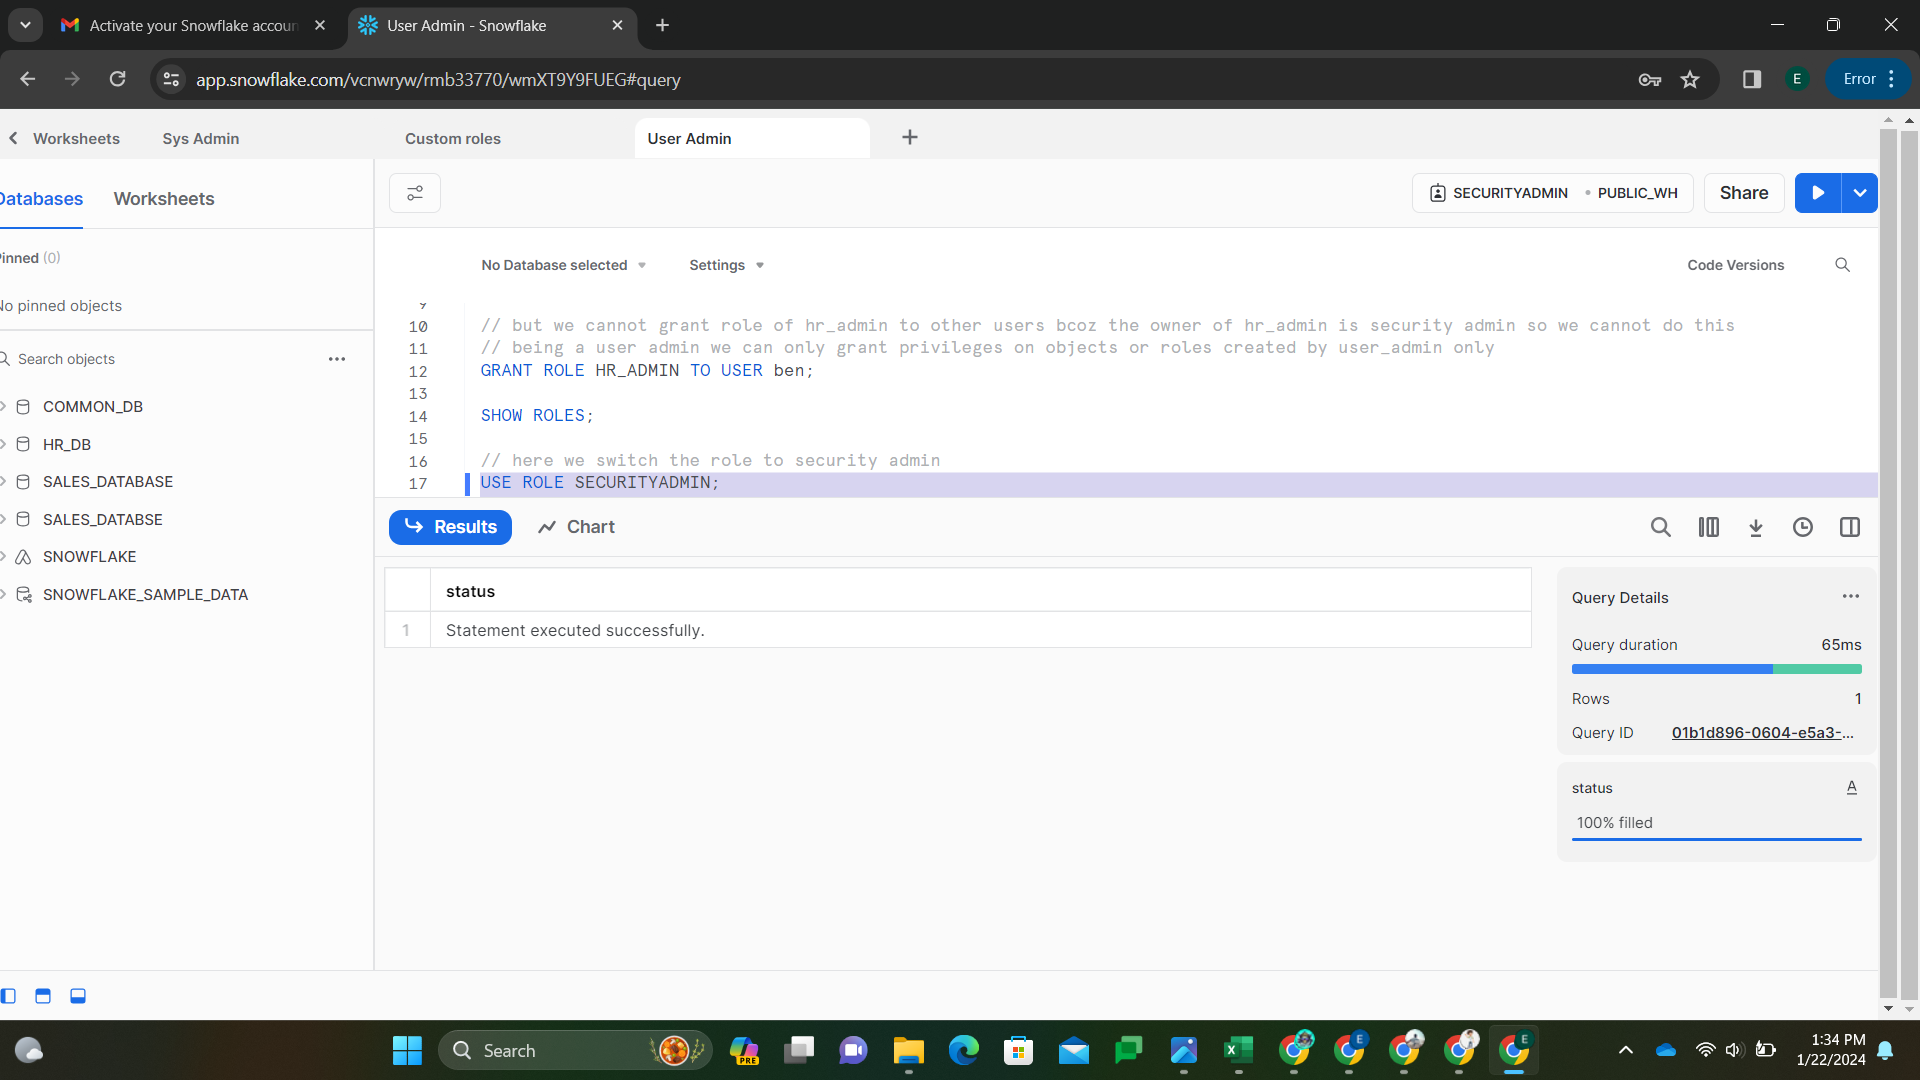 Activate your Snowflake accoun
User Admin - Snowflake
app.snowflake.com/vcnwryw/rmb33770/wmXT9Y9FUEG#query
E
Error
Worksheets
Sys Admin
Custom roles
User Admin
Databases
Worksheets
SECURITYADMIN
PUBLIC_WH
Share
inned (0)
No Database selected
Settings
Code Versions
No pinned objects
Search objects
COMMON_DB
HR_DB
SALES_DATABASE
SALES_DATABSE
SNOWFLAKE
SNOWFLAKE_SAMPLE_DATA
9
10 // but we cannot grant role of hr_admin to other users bcoz the owner of hr_admin is security admin so we cannot do this
11 // being a user admin we can only grant privileges on objects or roles created by user_admin only
12 GRANT ROLE HR_ADMIN TO USER ben;
13
14 SHOW ROLES;
15
16 // here we switch the role to security admin
17 USE ROLE SECURITYADMIN;
Results
Chart
status
1 Statement executed successfully.
Query Details
Query duration 65ms
Rows 1
Query ID 01b1d896-0604-e5a3-...
status
A
100% filled
Search
PRE
E
E
1:34 PM
1/22/2024